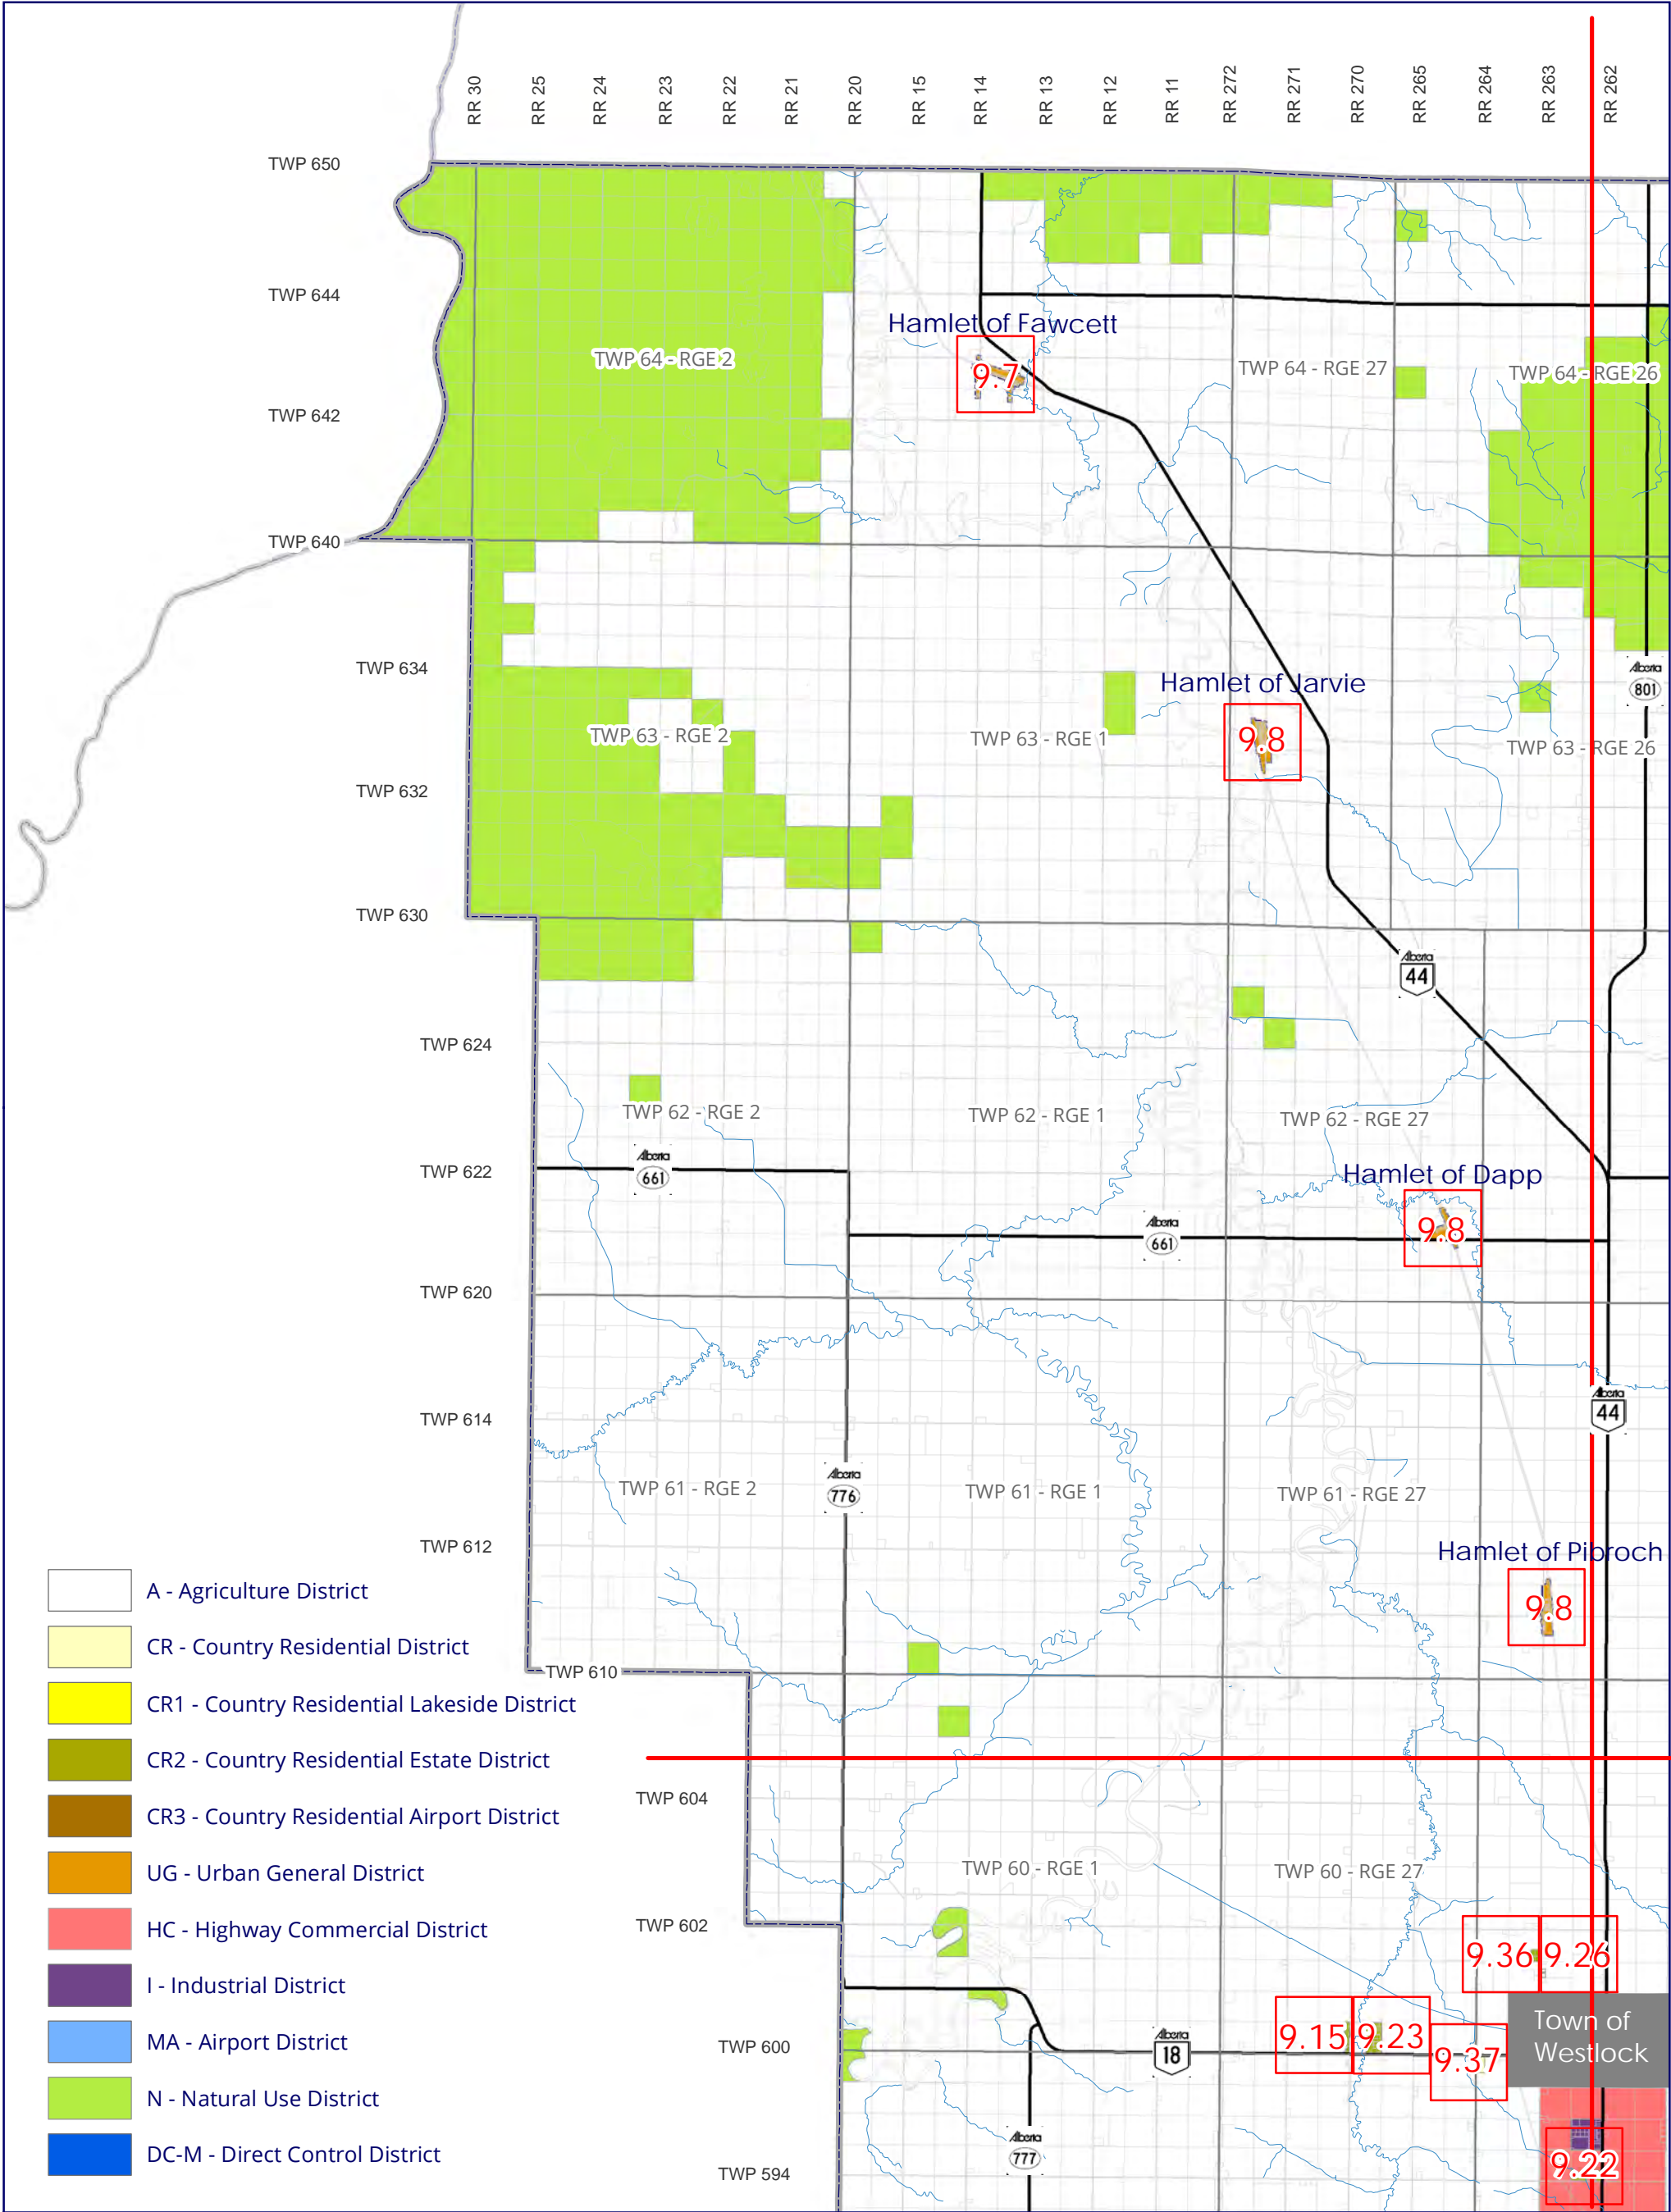 RR 30
RR 25
RR 24
RR 23
RR 22
RR 21
RR 20
RR 15
RR 14
RR 13
RR 12
RR 11
RR 272
RR 271
RR 270
RR 265
RR 264
RR 263
RR 262
TWP 650
TWP 644
Hamlet of Fawcett
TWP 64 - RGE 2
TWP 64 - RGE 27
TWP 64 - RGE 26
9.7
TWP 642
TWP 640
TWP 634
Alberta
801
Hamlet of Jarvie
TWP 63 - RGE 2
TWP 63 - RGE 1
9.8
TWP 63 - RGE 26
TWP 632
TWP 630
Alberta
44
TWP 624
TWP 62 - RGE 2
TWP 62 - RGE 1
TWP 62 - RGE 27
Alberta
661
TWP 622
Hamlet of Dapp
Alberta
661
9.8
TWP 620
Alberta
44
TWP 614
Alberta
776
TWP 61 - RGE 2
TWP 61 - RGE 1
TWP 61 - RGE 27
TWP 612
Hamlet of Pibroch
9.8
TWP 610
TWP 604
TWP 60 - RGE 1
TWP 60 - RGE 27
TWP 602
9.36
9.26
Town of
Westlock
9.15
9.23
9.37
TWP 600
Alberta
18
Alberta
777
9.22
TWP 594
A - Agriculture District
CR - Country Residential District
CR1 - Country Residential Lakeside District
CR2 - Country Residential Estate District
CR3 - Country Residential Airport District
UG - Urban General District
HC - Highway Commercial District
I - Industrial District
MA - Airport District
N - Natural Use District
DC-M - Direct Control District